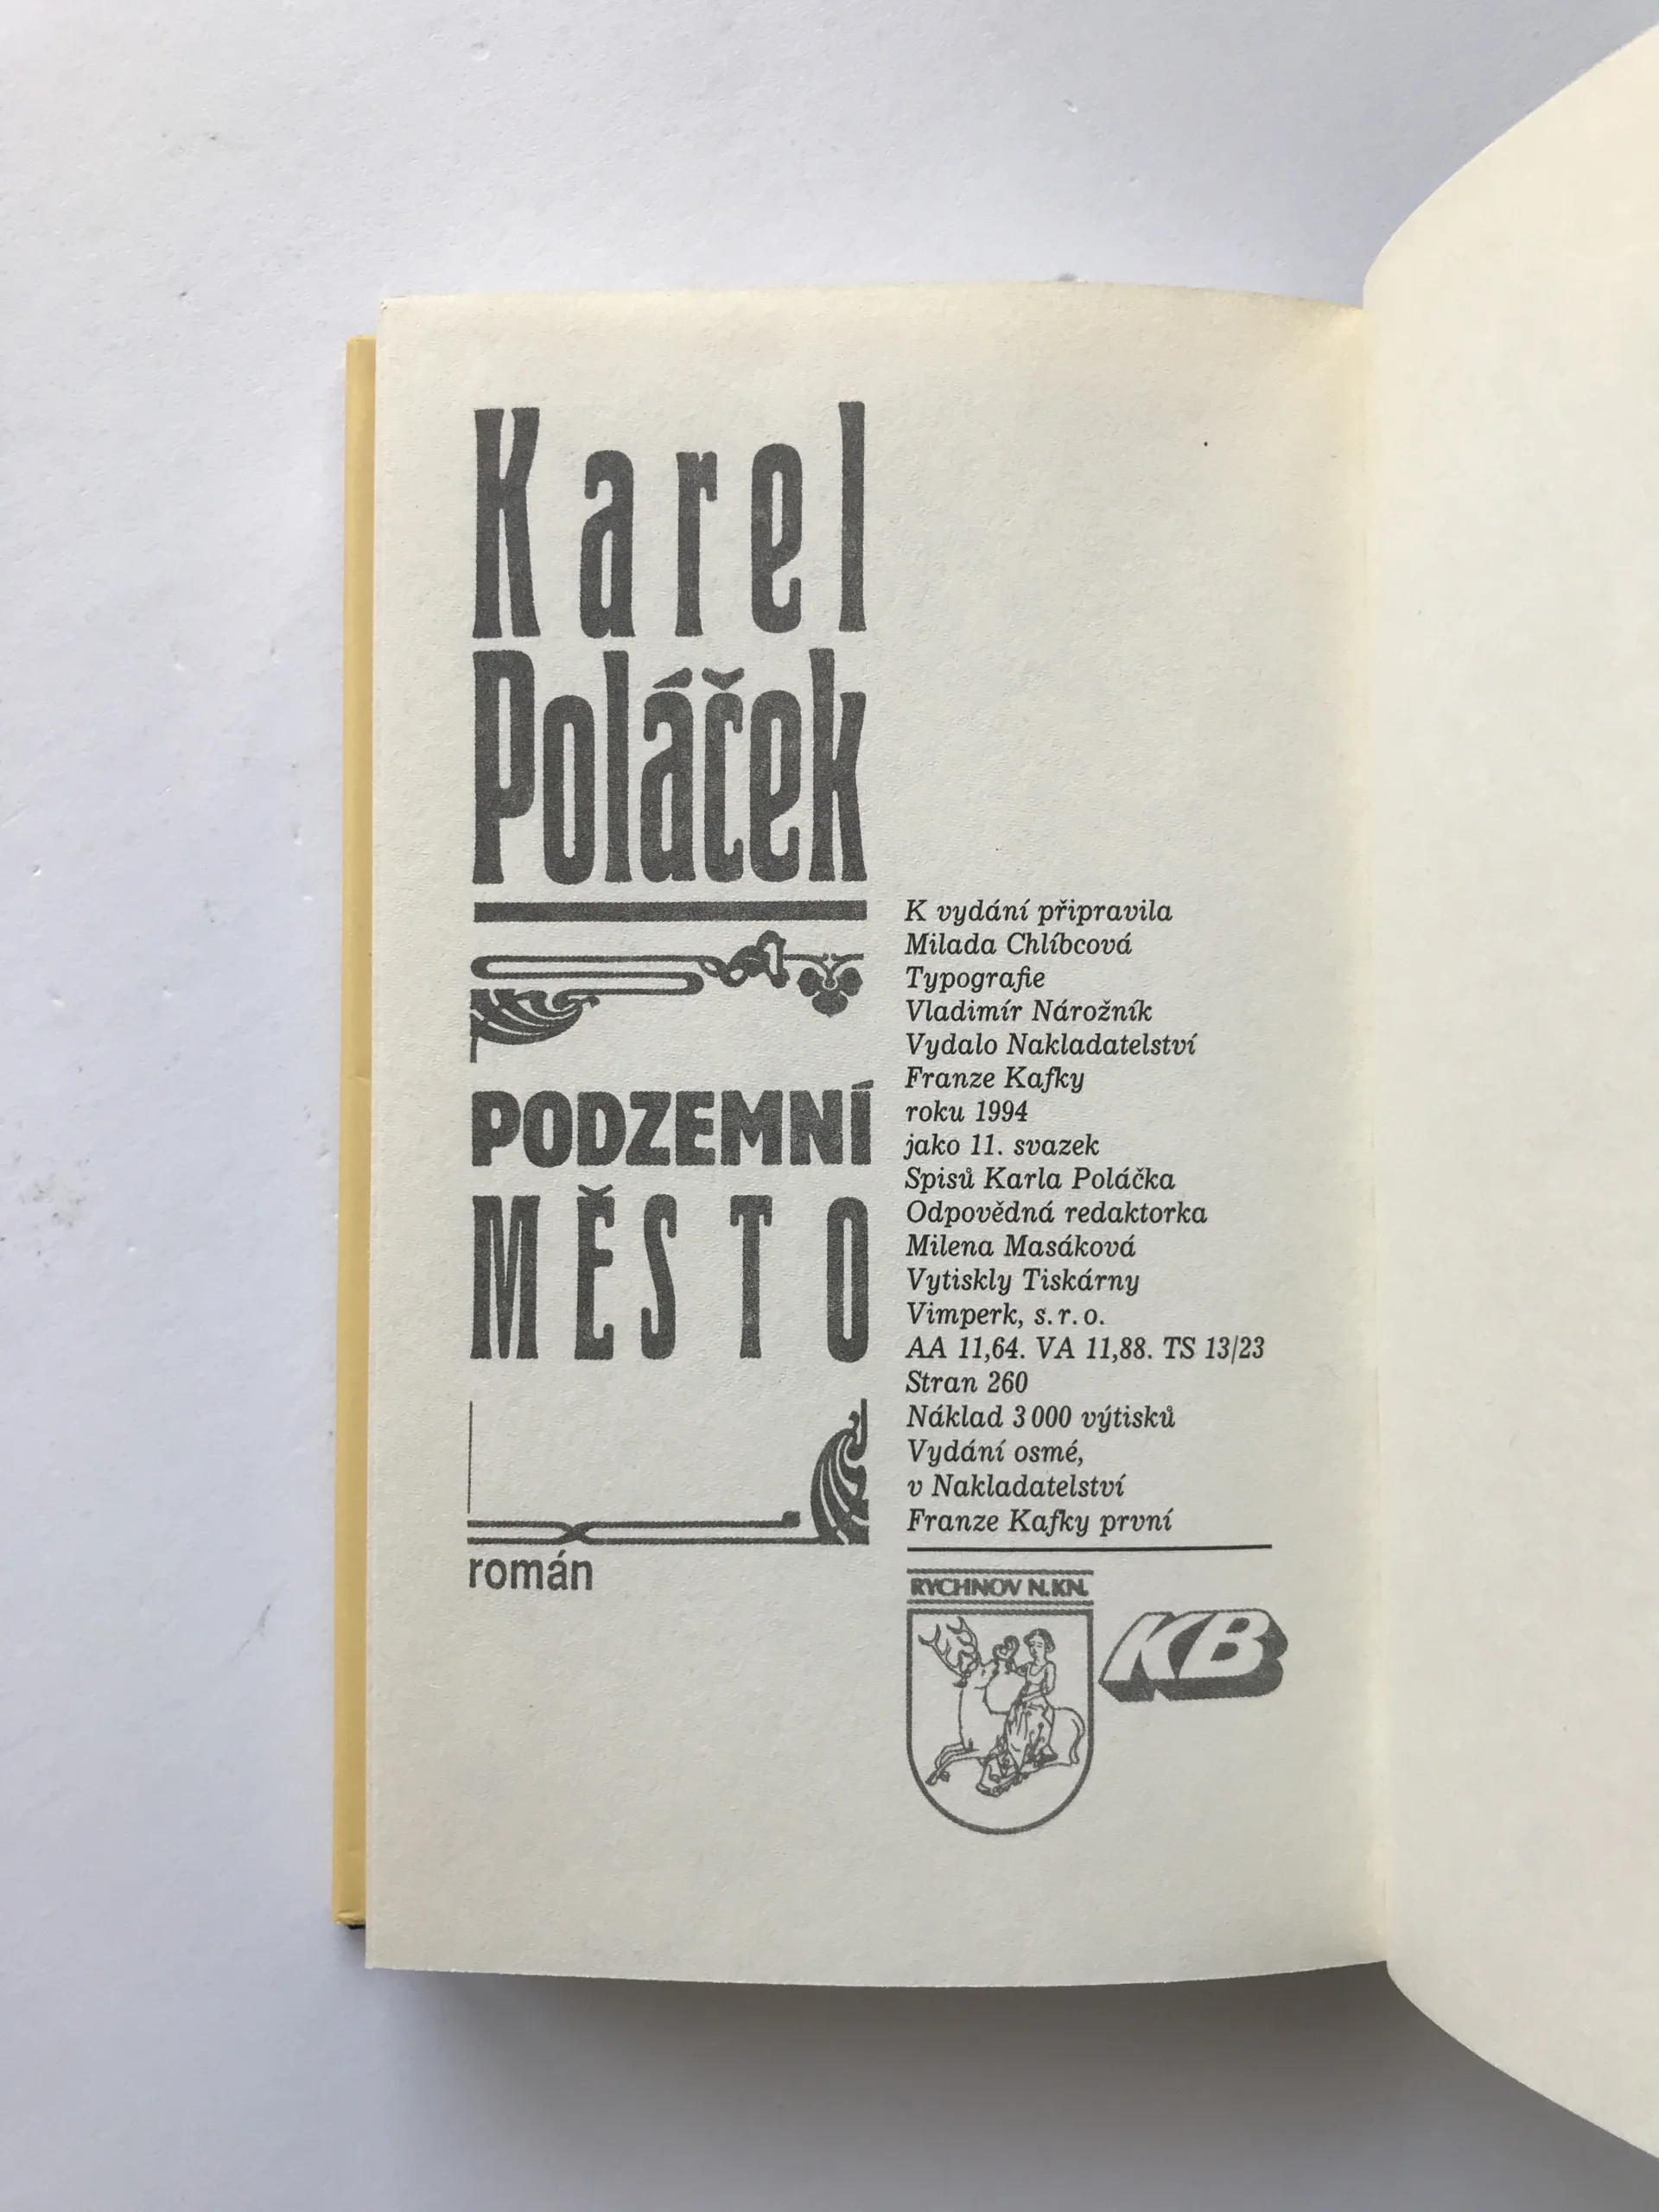 Karel
Poláček
PODZEMNÍ
MĚSTO
román
K vydání připravila
Milada Chlíbcová
Typografie
Vladimír Nárožník
Vydalo Nakladatelství
Franze Kafky
roku 1994
jako 11. svazek
Spisů Karla Poláčka
Odpovědná redaktorka
Milena Masáková
Vytiskly Tiskárny
Vimperk, s. r. o.
AA 11,64. VA 11,88. TS 13/23
Stran 260
Náklad 3 000 výtisků
Vydání osmé,
v Nakladatelství
Franze Kafky první
RYCHNOV N.KN.
KB